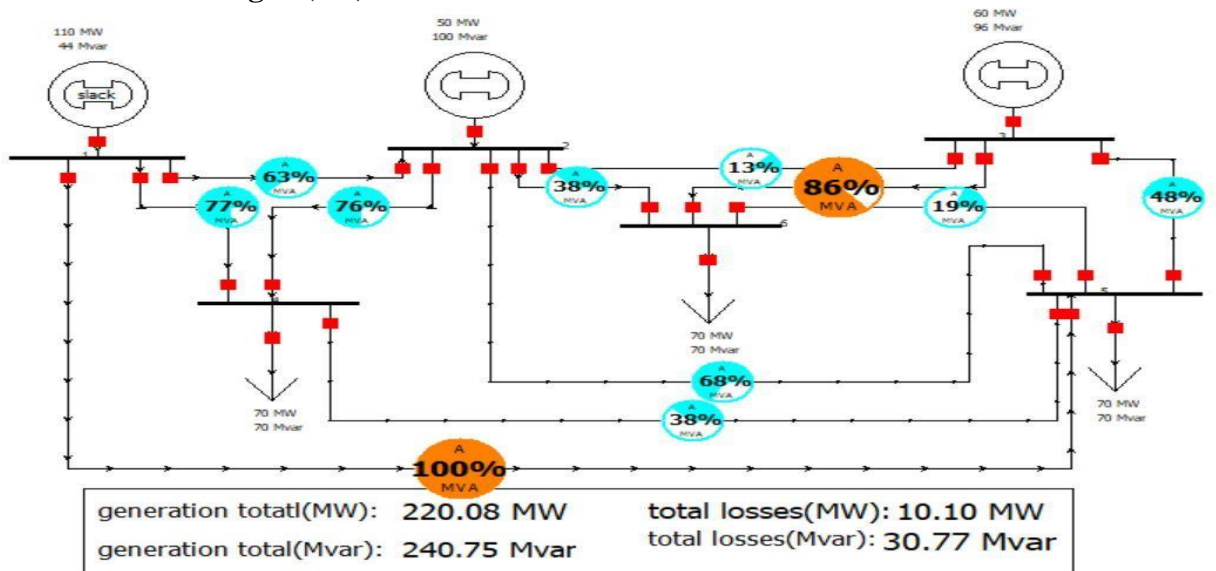 60 MW
96 Mvar
50 MW
100 Mvar
110 MW
44 Mvar
slack
1
2
3
A
63%
MVA
A
77%
MVA
A
76%
MVA
A
38%
MVA
A
13%
MVA
A
86%
MVA
A
19%
MVA
A
48%
MVA
6
5
70 MW
70 Mvar
A
68%
MVA
A
38%
MVA
70 MW
70 Mvar
70 MW
70 Mvar
A
100%
MVA
generation totatl(MW): 220.08 MW
total losses(MW): 10.10 MW
generation total(Mvar): 240.75 Mvar
total losses(Mvar): 30.77 Mvar